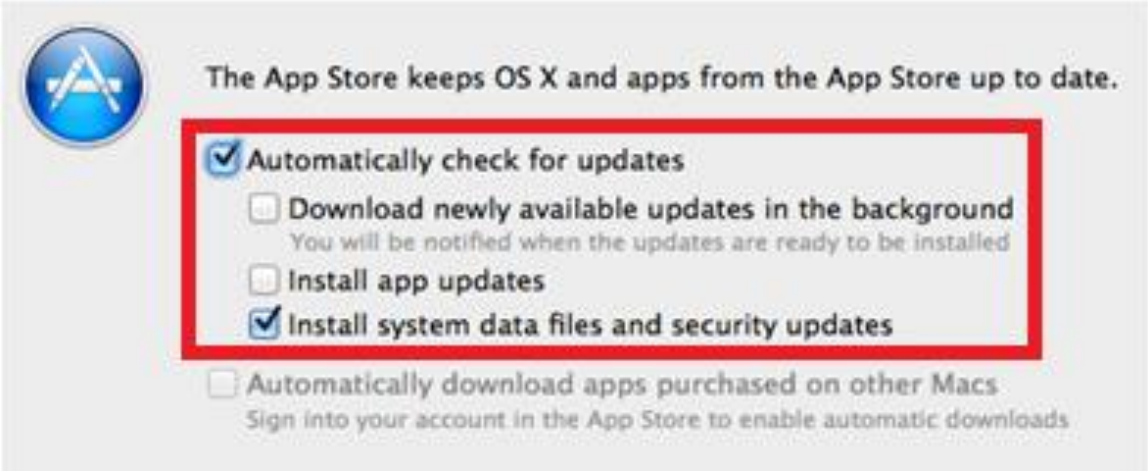 The App Store keeps OS X and apps from the App Store up to date.
Automatically check for updates
Download newly available updates in the background
You will be notified when the updates are ready to be installed
Install app updates
Install system data files and security updates
Automatically download apps purchased on other Macs
Sign into your account in the App Store to enable automatic downloads